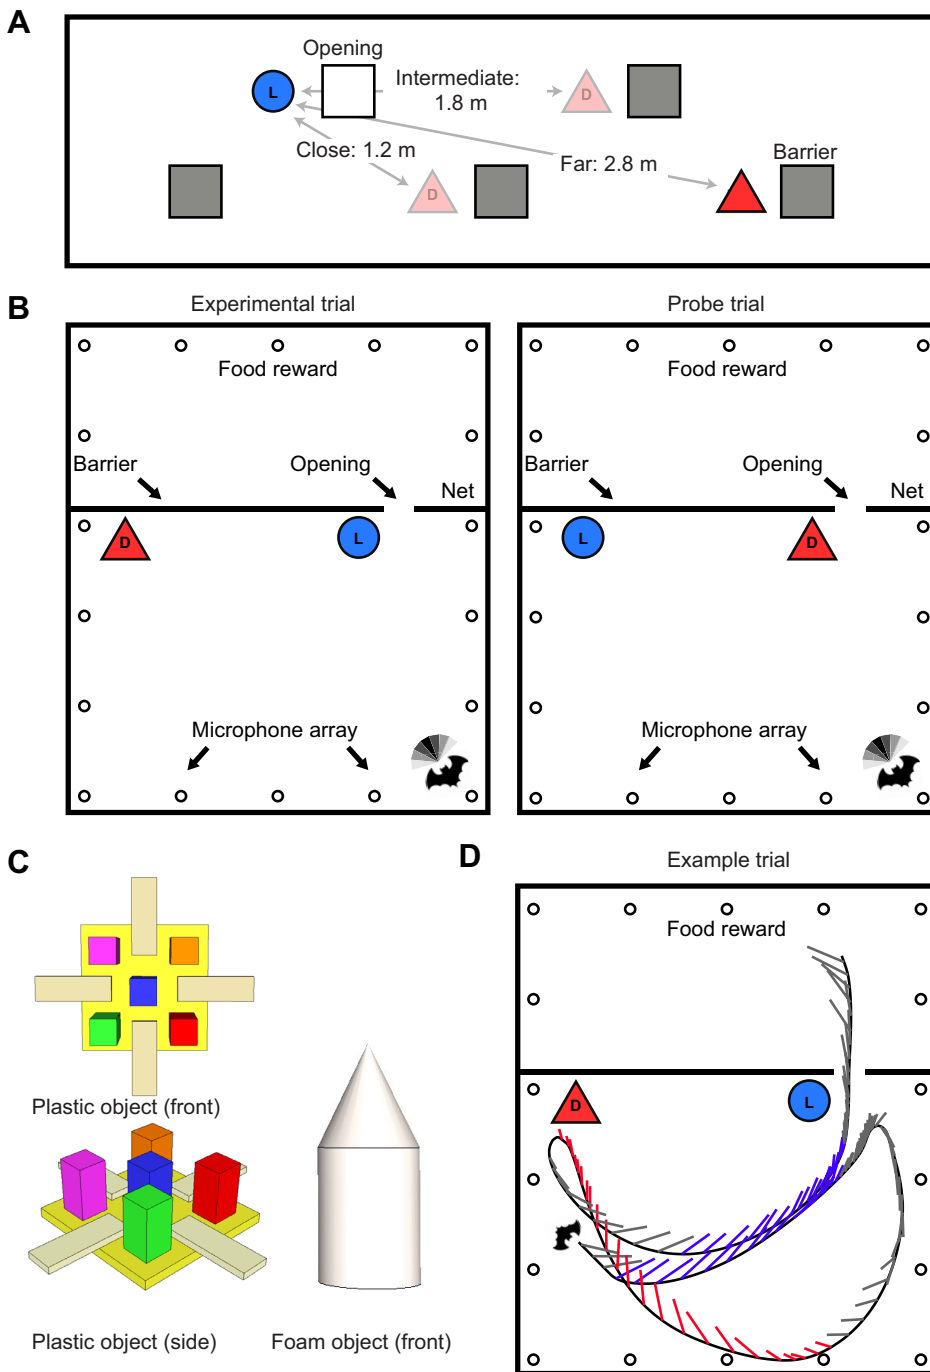 A
Opening
L
Intermediate:
1.8 m
D
Close: 1.2 m
Far: 2.8 m
Barrier
D
B
Experimental trial
Food reward
Barrier
Opening
Net
D
L
Microphone array
Probe trial
Food reward
Barrier
Opening
Net
L
D
Microphone array
C
Plastic object (front)
Plastic object (side)
Foam object (front)
D
Example trial
Food reward
D
L